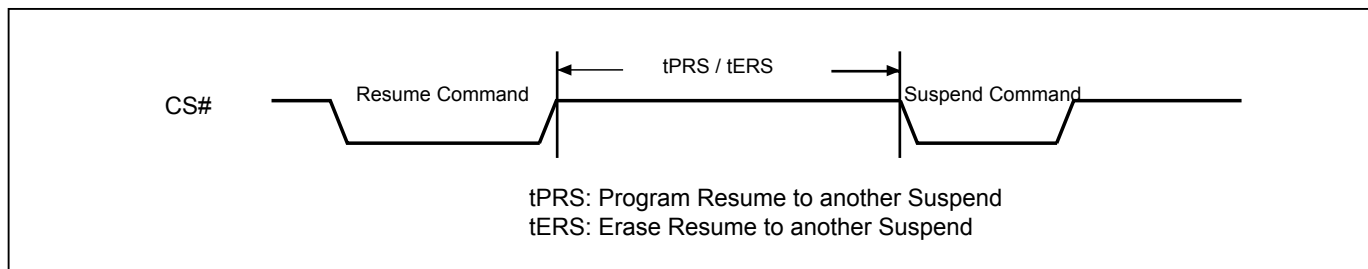 tPRS / tERS
CS# Resume Command Suspend Command
tPRS: Program Resume to another Suspend
tERS: Erase Resume to another Suspend